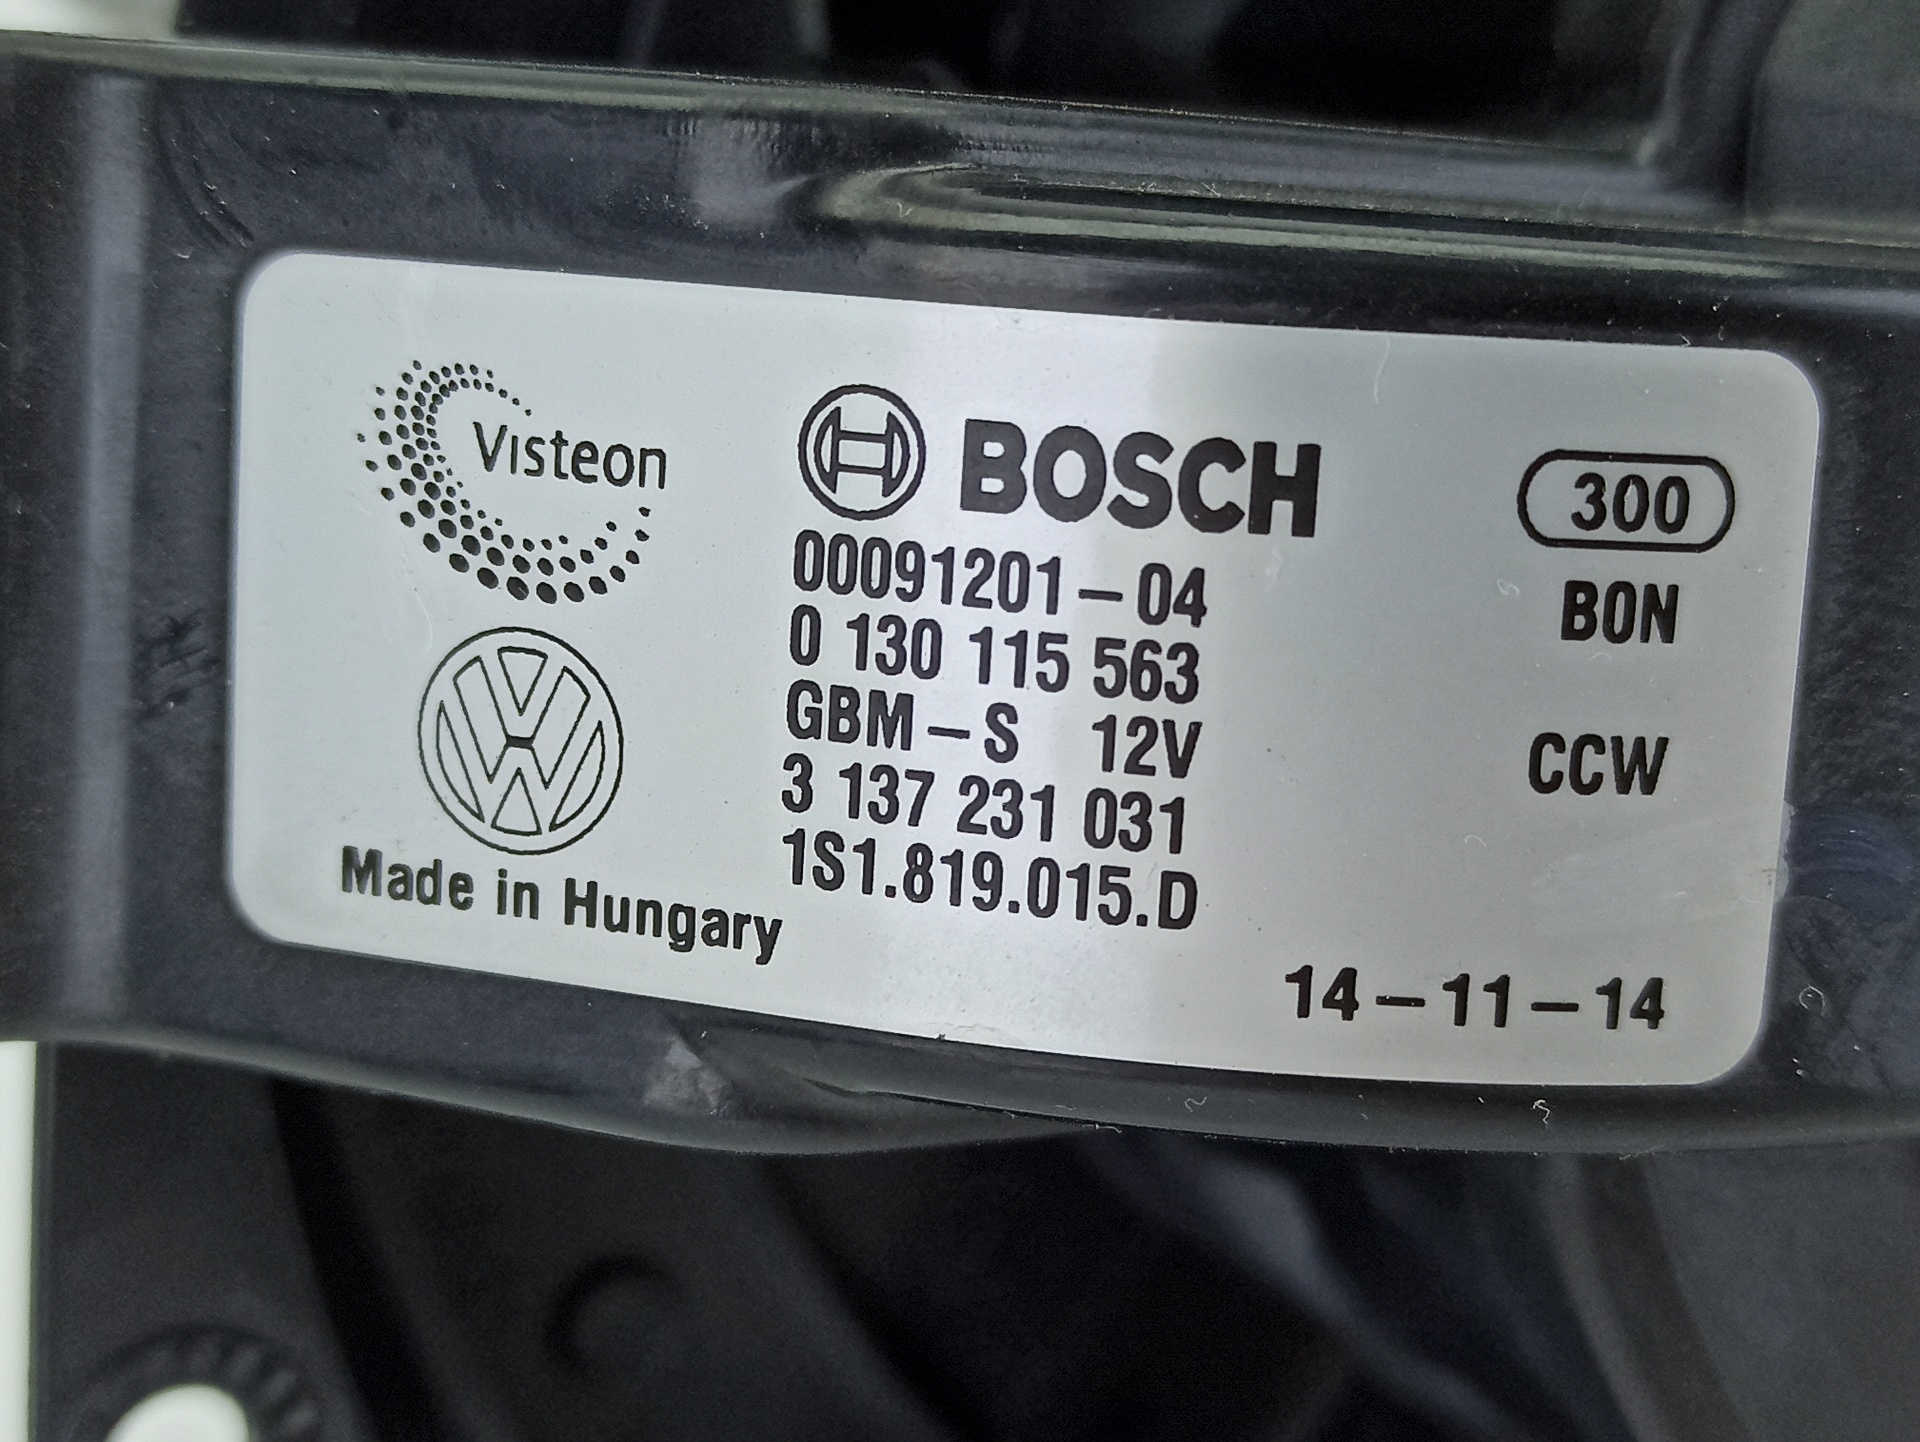 Visteon
BOSCH
300
00091201-04
BON
0 130 115 563
GBM-S 12V
CCW
3 137 231 031
1S1.819.015.D
Made in Hungary
14-11-14